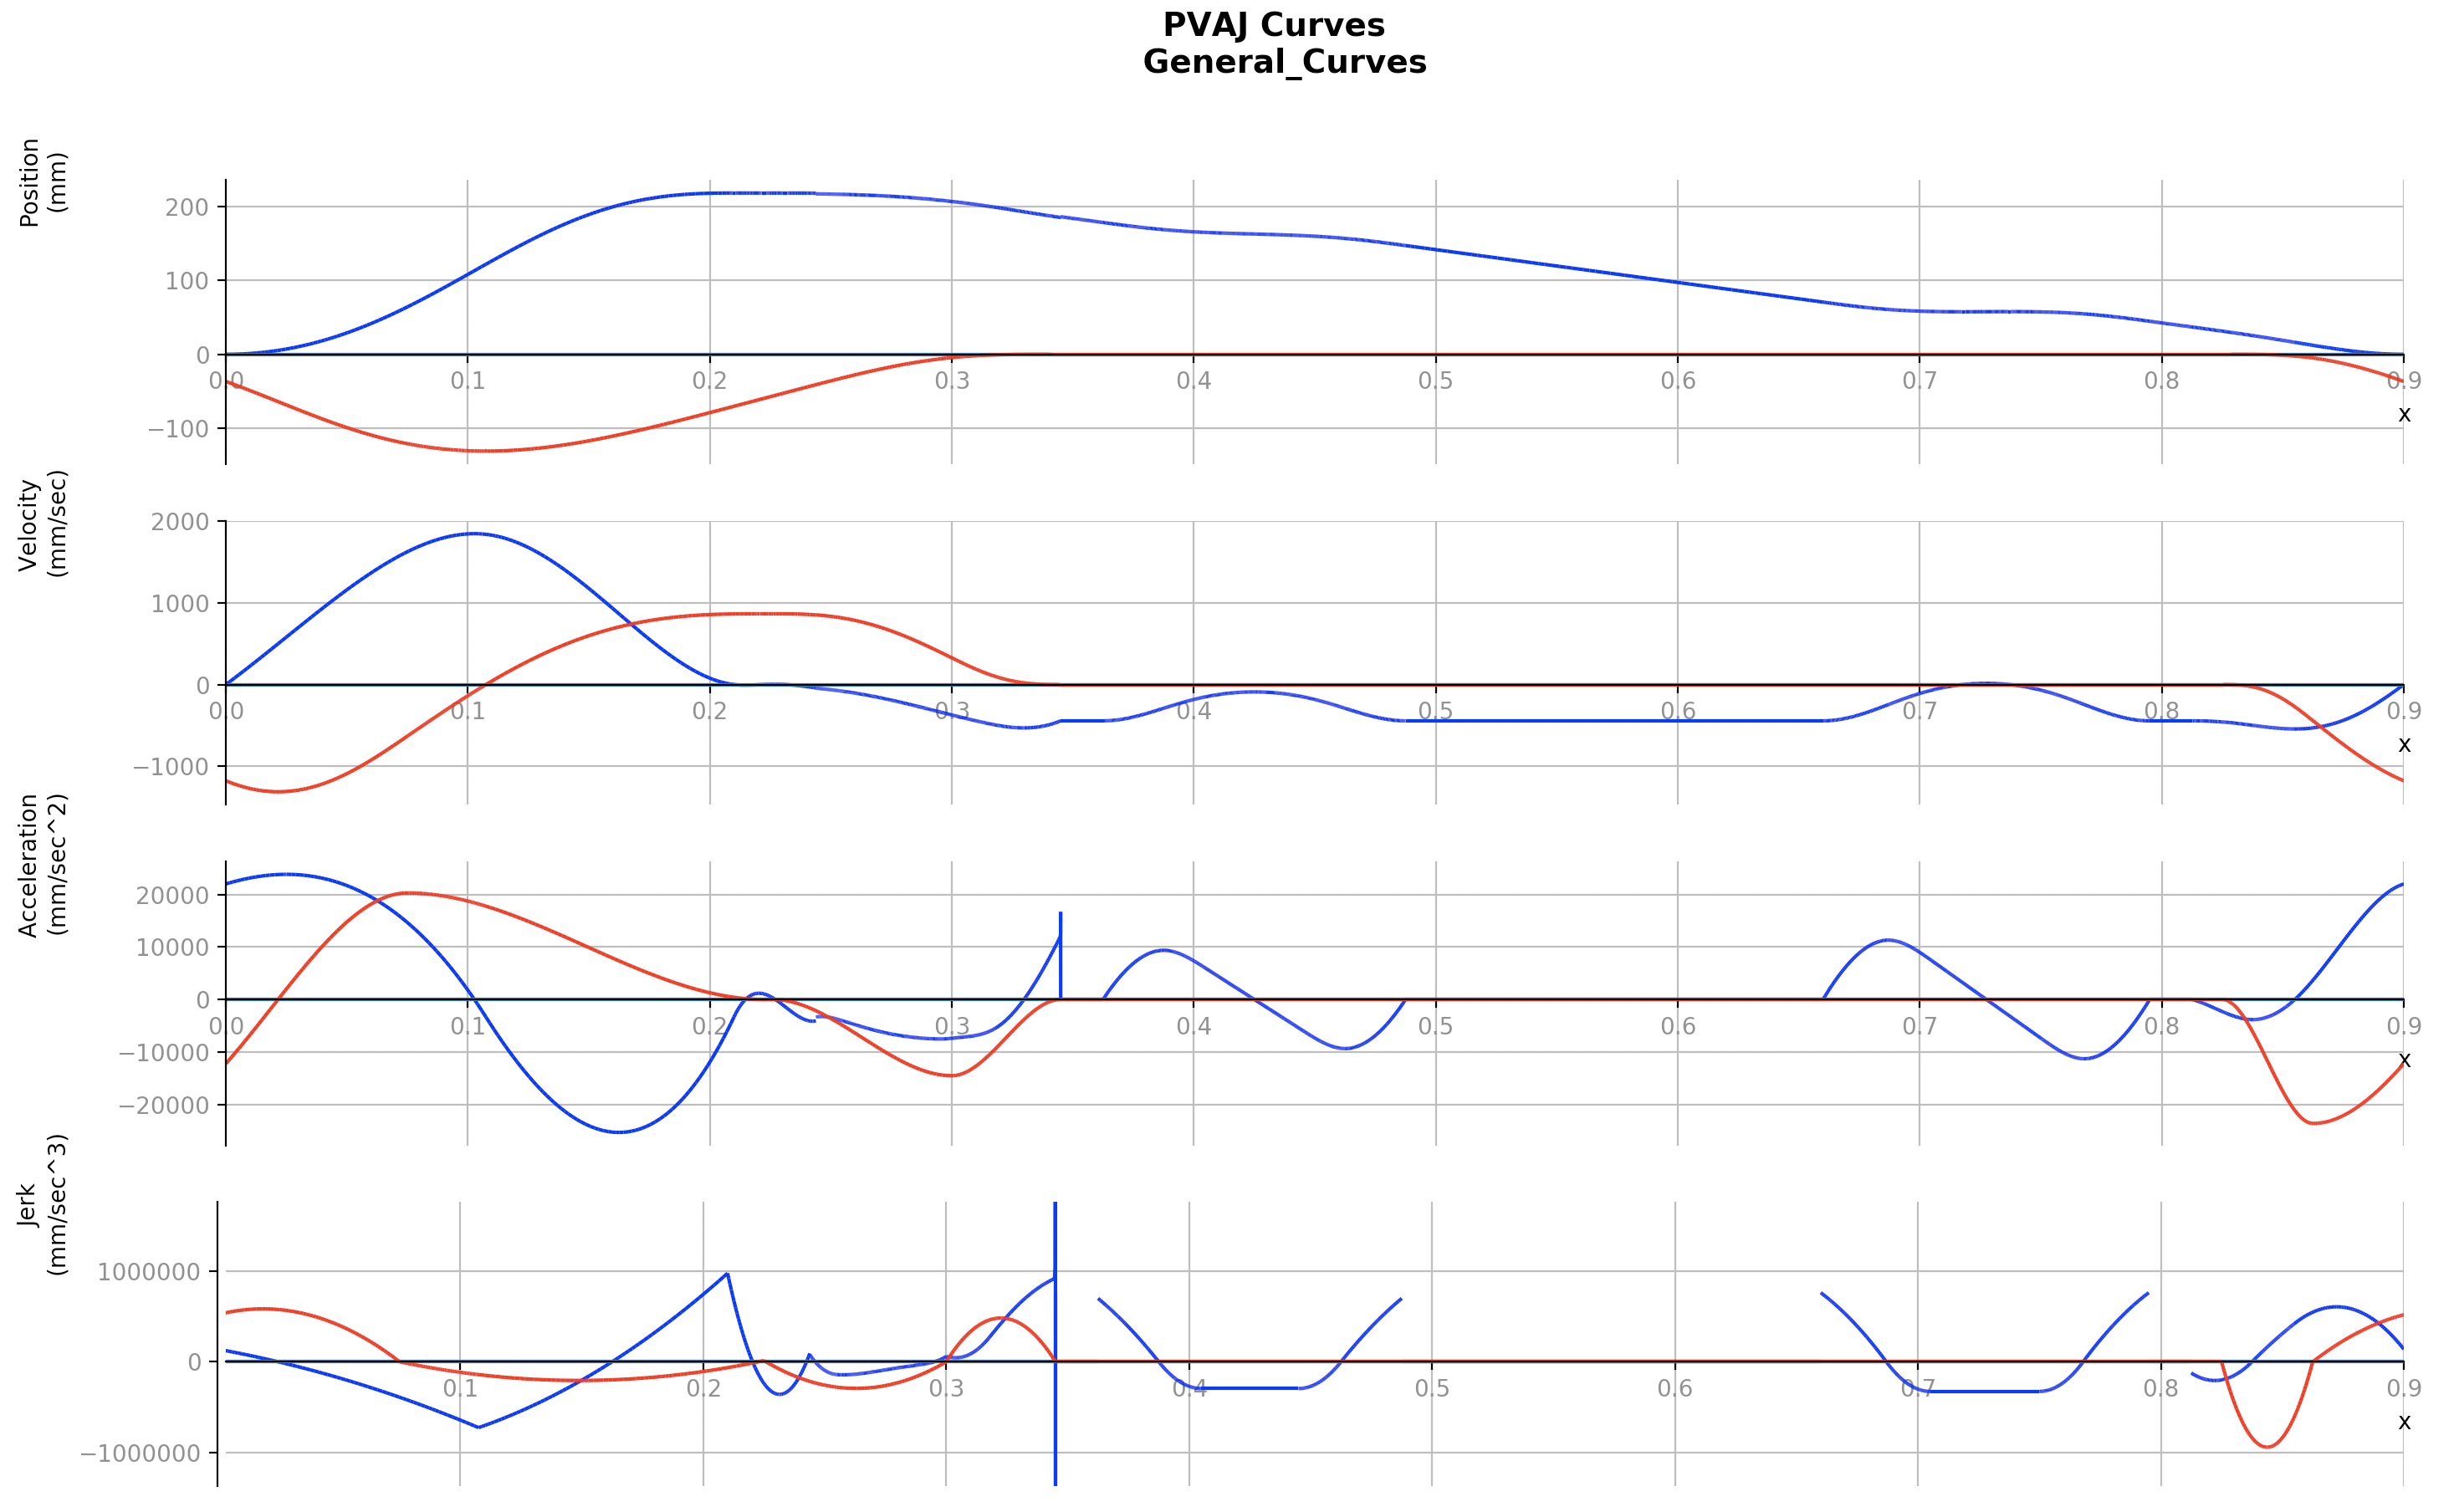 PVAJ Curves
General_Curves
Position
(mm)
200
100
0
−100
0.0 0.1 0.2 0.3 0.4 0.5 0.6 0.7 0.8 0.9
x
Velocity
(mm/sec)
2000
1000
0
−1000
0.0 0.1 0.2 0.3 0.4 0.5 0.6 0.7 0.8 0.9
x
Acceleration
(mm/sec^2)
20000
10000
0
−10000
−20000
0.0 0.1 0.2 0.3 0.4 0.5 0.6 0.7 0.8 0.9
x
Jerk
(mm/sec^3)
1000000
0
−1000000
0.1 0.2 0.3 0.4 0.5 0.6 0.7 0.8 0.9
x